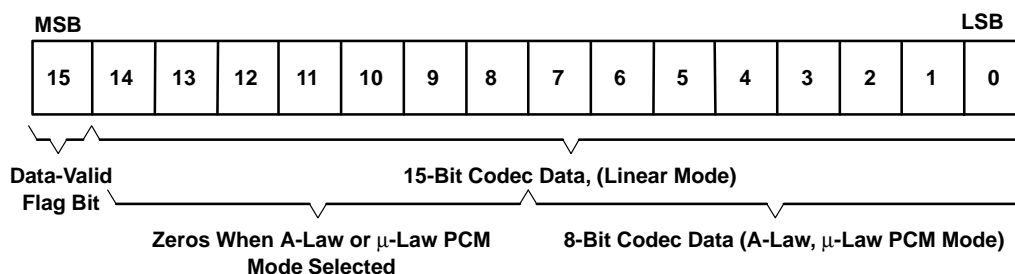 MSB LSB
15 14 13 12 11 10 9 8 7 6 5 4 3 2 1 0
Data-Valid
Flag Bit
15-Bit Codec Data, (Linear Mode)
Zeros When A-Law or μ-Law PCM
Mode Selected
8-Bit Codec Data (A-Law, μ-Law PCM Mode)